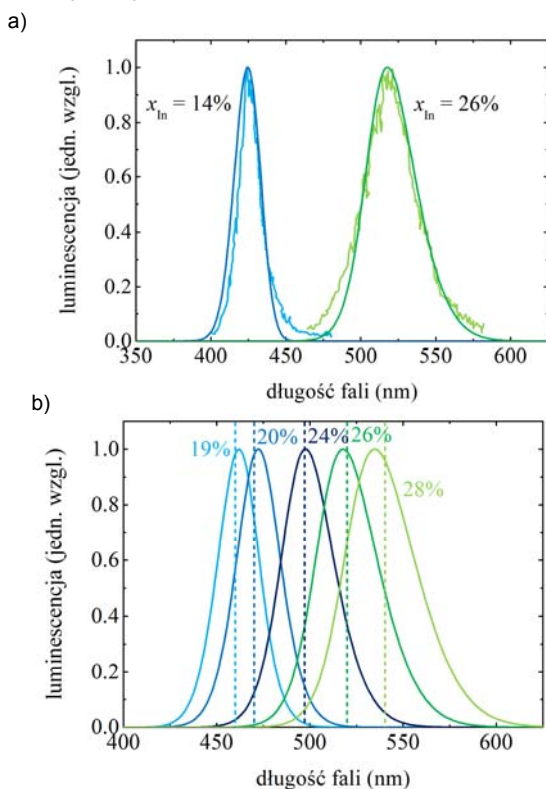 a)
luminescencja (jedn. wzgl.)
1.0
0.8
0.6
0.4
0.2
0.0
x_In = 14%
x_In = 26%
350 400 450 500 550 600
długość fali (nm)
b)
luminescencja (jedn. wzgl.)
1.0
0.8
0.6
0.4
0.2
0.0
19% 20% 24% 26%
28%
400 450 500 550 600
długość fali (nm)